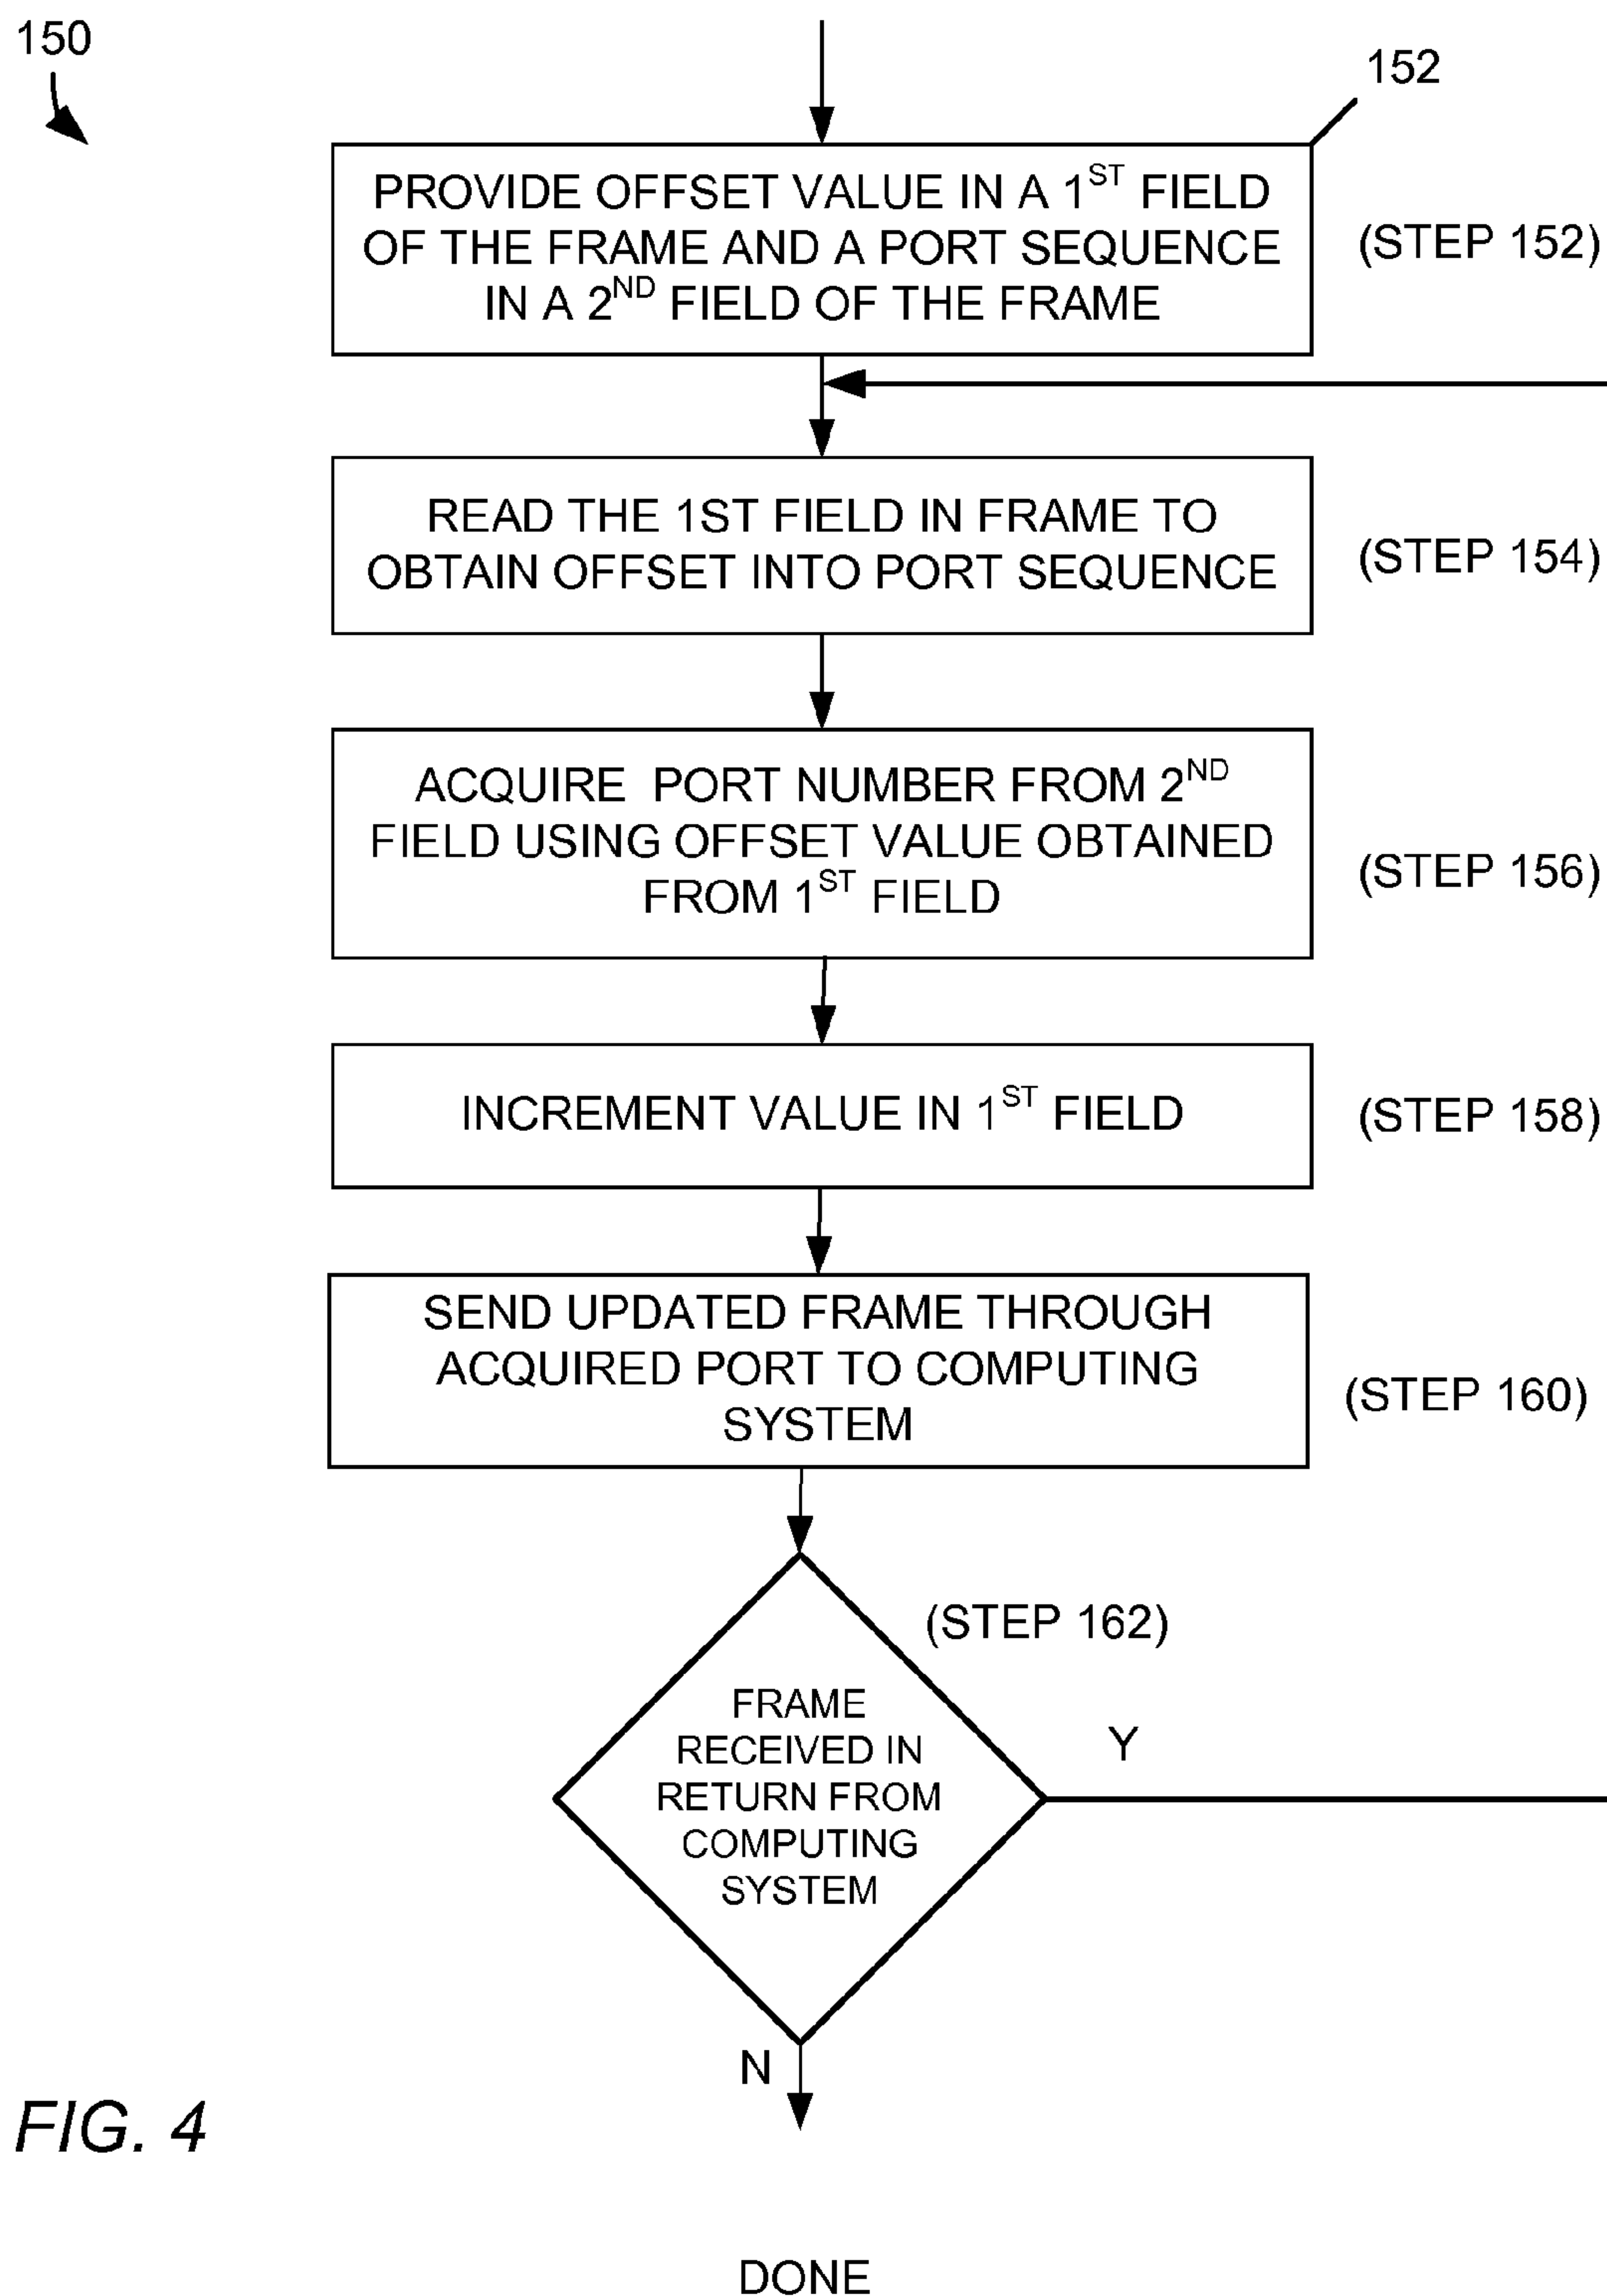 150
152
PROVIDE OFFSET VALUE IN A 1ST FIELD
OF THE FRAME AND A PORT SEQUENCE
IN A 2ND FIELD OF THE FRAME
(STEP 152)
READ THE 1ST FIELD IN FRAME TO
OBTAIN OFFSET INTO PORT SEQUENCE
(STEP 154)
ACQUIRE PORT NUMBER FROM 2ND
FIELD USING OFFSET VALUE OBTAINED
FROM 1ST FIELD
(STEP 156)
INCREMENT VALUE IN 1ST FIELD
(STEP 158)
SEND UPDATED FRAME THROUGH
ACQUIRED PORT TO COMPUTING
SYSTEM
(STEP 160)
(STEP 162)
FRAME
RECEIVED IN
RETURN FROM
COMPUTING
SYSTEM
Y
N
FIG. 4
DONE